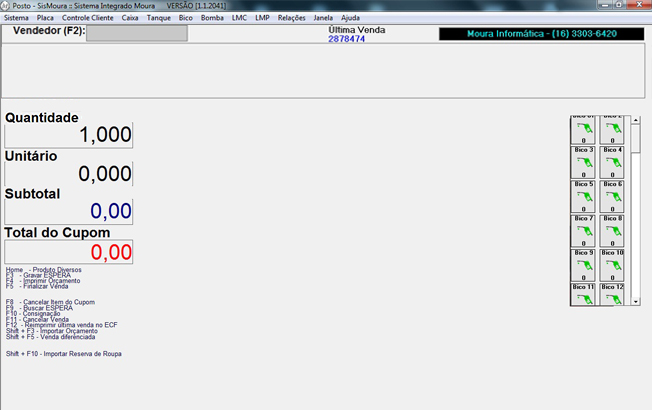 Posto - SisMoura :: Sistema Integrado Moura VERSÃO [1.1.2041]
Sistema Placa Controle Cliente Caixa Tanque Bico Bomba LMC LMP Relações Janela Ajuda
Vendedor (F2):
Última Venda
2878474
Moura Informática - (16) 3303-6420
Quantidade
1,000
Unitário
0,000
Subtotal
0,00
Total do Cupom
0,00
Home - Produto Diversos
F3 - Gravar ESPERA
F4 - Imprimir Orçamento
F5 - Finalizar Venda
F8 - Cancelar Item do Cupom
F9 - Buscar ESPERA
F10 - Consignação
F11 - Cancelar Venda
F12 - Reimprimir última venda no ECF
Shift + F3 - Importar Orçamento
Shift + F5 - Venda diferenciada
Shift + F10 - Importar Reserva de Roupa
Bico 01 Bico 2
0 0
Bico 3 Bico 4
0 0
Bico 5 Bico 6
0 0
Bico 7 Bico 8
0 0
Bico 9 Bico 10
0 0
Bico 11 Bico 12